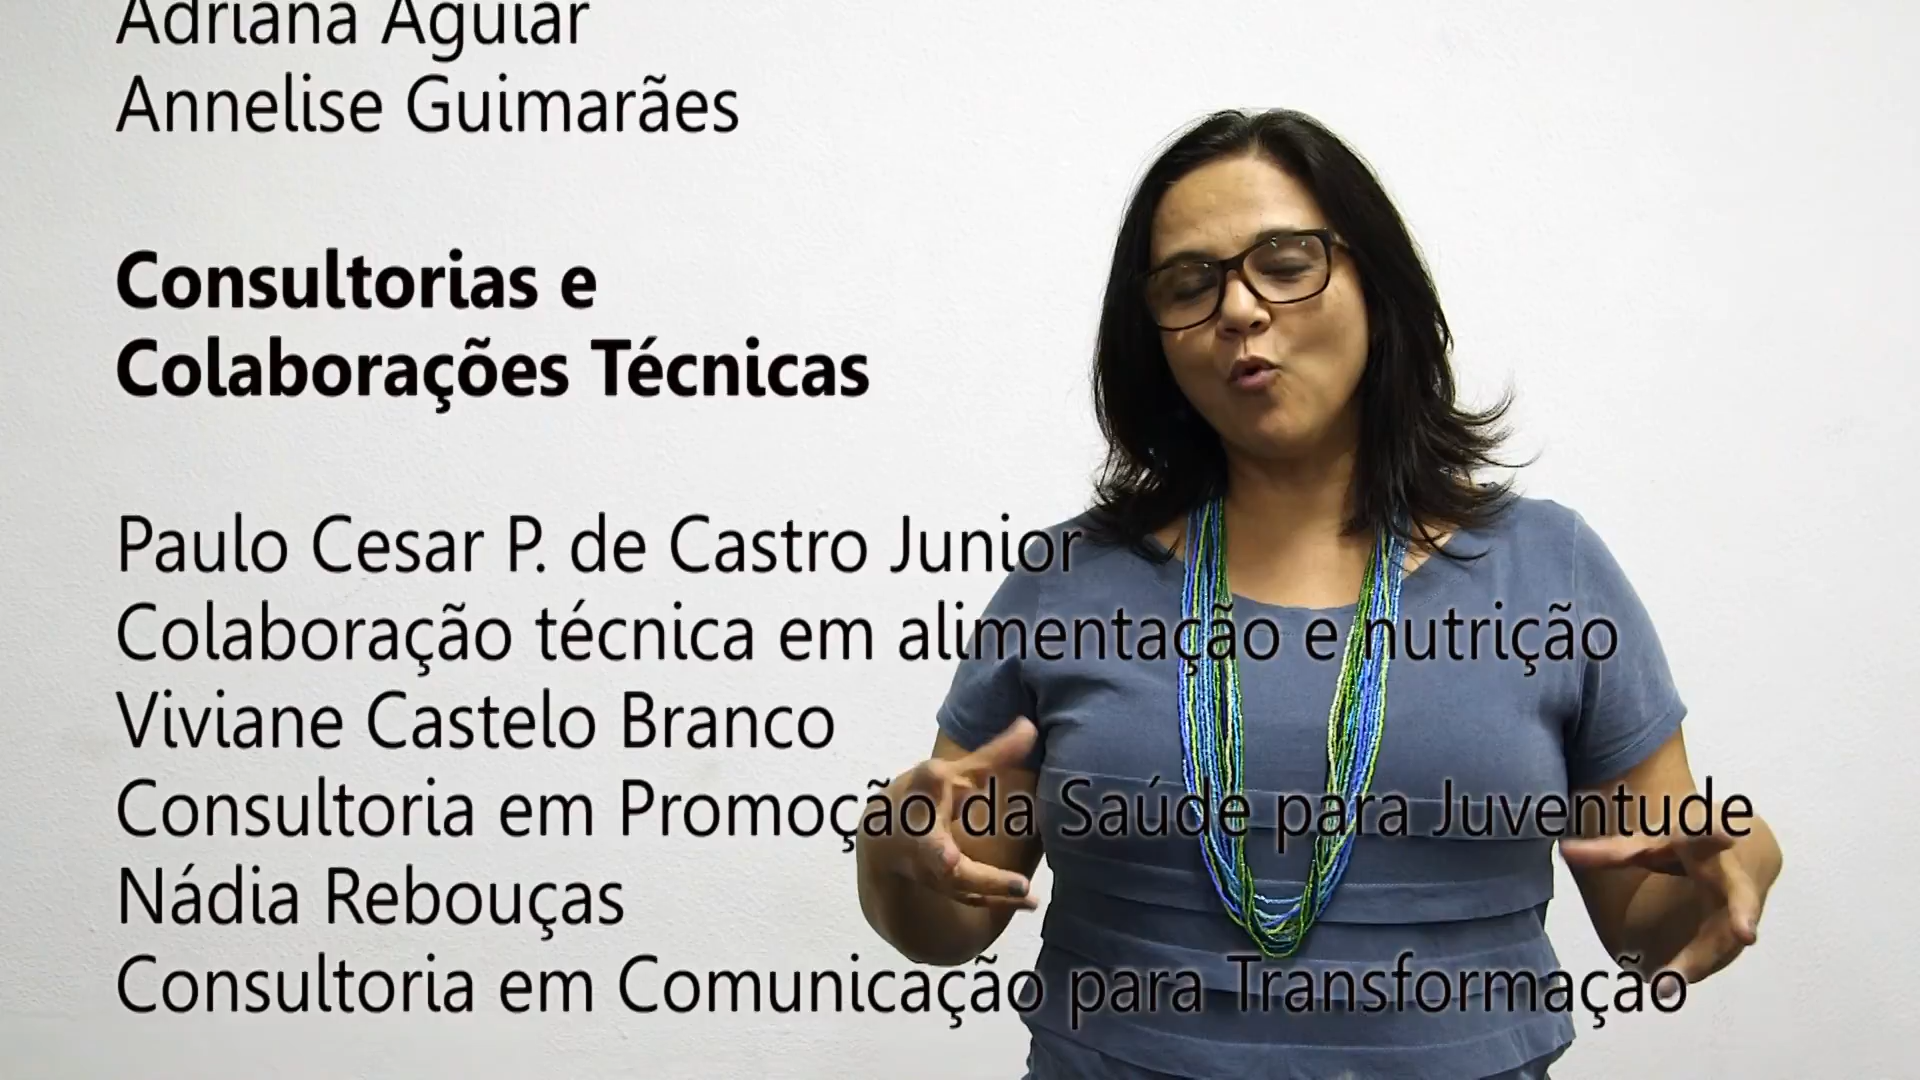 Adriana Aguiar
Annelise Guimarães
Consultorias e
Colaborações Técnicas
Paulo Cesar P. de Castro Junior
Colaboração técnica em alimentação e nutrição
Viviane Castelo Branco
Consultoria em Promoção da Saúde para Juventude
Nádia Rebouças
Consultoria em Comunicação para Transformação